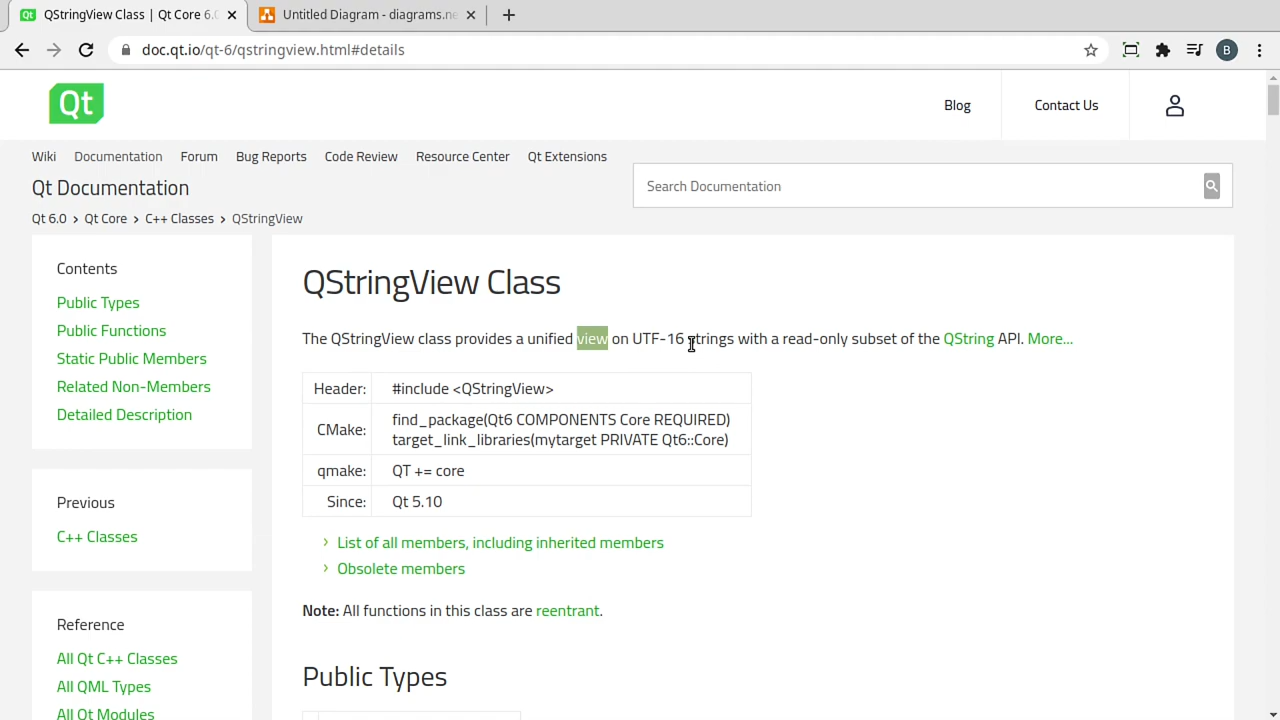 QStringView Class | Qt Core 6.0
Untitled Diagram - diagrams.ne
doc.qt.io/qt-6/qstringview.html#details
B
Qt
Blog
Contact Us
Wiki Documentation Forum Bug Reports Code Review Resource Center Qt Extensions
Qt Documentation
Search Documentation
Qt 6.0 › Qt Core › C++ Classes › QStringView
Contents
Public Types
Public Functions
Static Public Members
Related Non-Members
Detailed Description
Previous
C++ Classes
Reference
All Qt C++ Classes
All QML Types
All Qt Modules
QStringView Class
The QStringView class provides a unified view on UTF-16 strings with a read-only subset of the QString API. More...
Header: #include <QStringView>
CMake: find_package(Qt6 COMPONENTS Core REQUIRED)
target_link_libraries(mytarget PRIVATE Qt6::Core)
qmake: QT += core
Since: Qt 5.10
› List of all members, including inherited members
› Obsolete members
Note: All functions in this class are reentrant.
Public Types